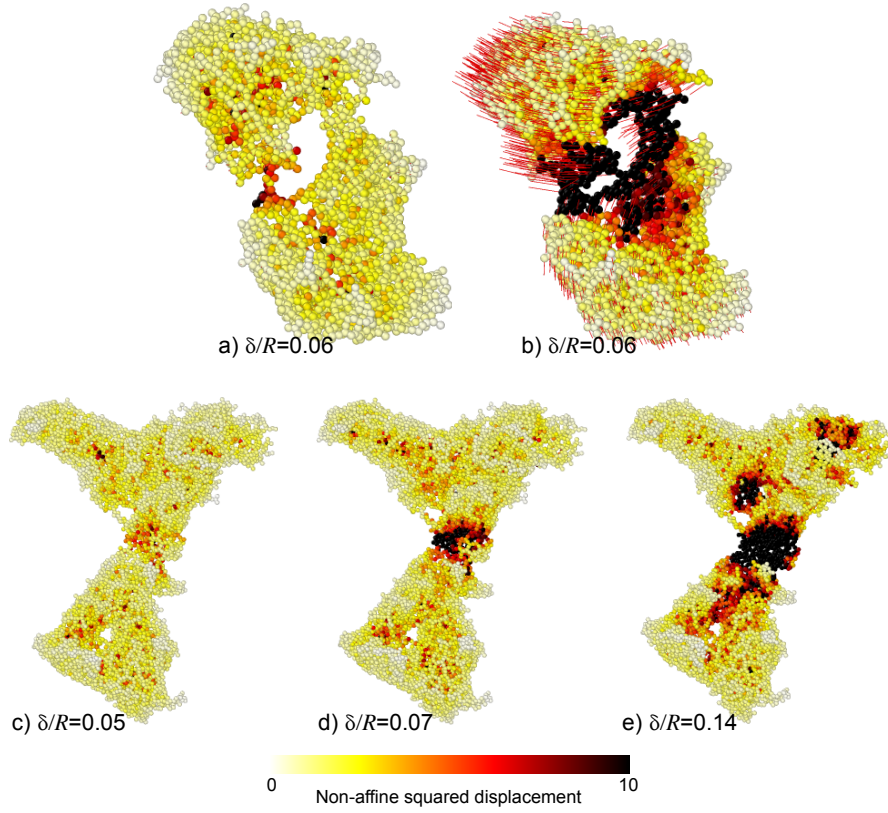 a) δ/R=0.06
b) δ/R=0.06
c) δ/R=0.05
d) δ/R=0.07
e) δ/R=0.14
0
10
Non-affine squared displacement